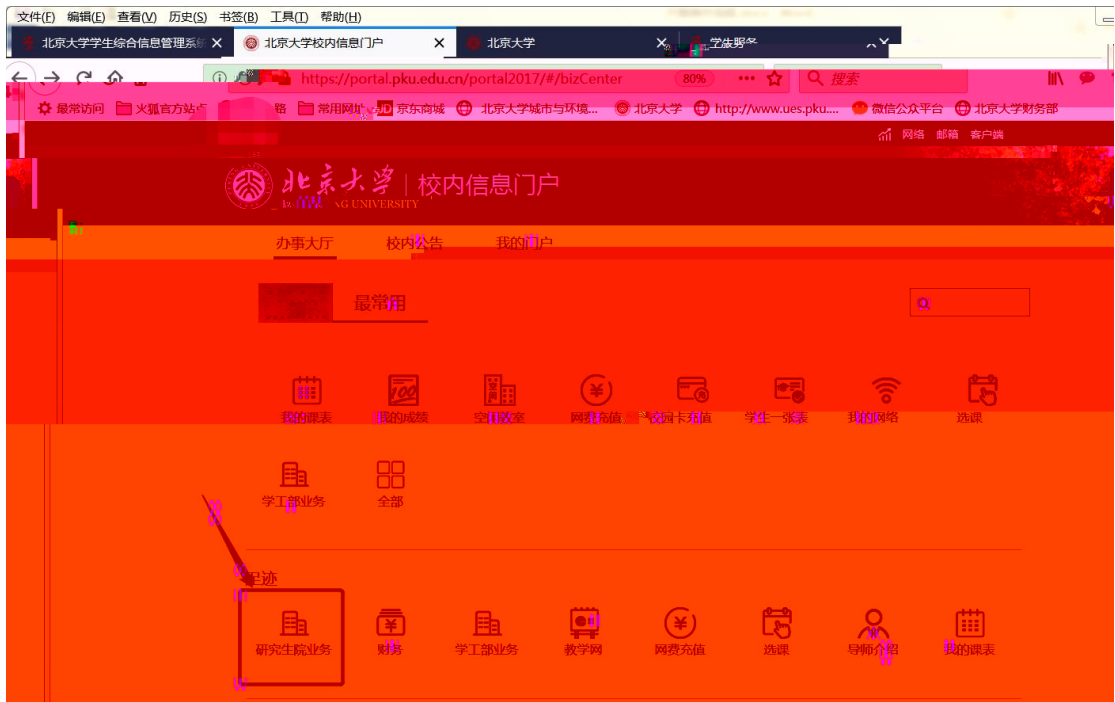 文件(F) 编辑(E) 查看(V) 历史(S) 书签(B) 工具(T) 帮助(H)
北京大学学生综合信息管理系统 × 北京大学校内信息门户 × 北京大学 × 学生服务
https://portal.pku.edu.cn/portal2017/#/bizCenter 80% 搜索
最常访问 火狐官方站点 常用网址 JD 京东商城 北京大学城市与环境... 北京大学 http://www.ues.pku.... 微信公众平台 北京大学财务部
网络 邮箱 客户端
北京大学 校内信息门户
NG UNIVERSITY
办事大厅 校内公告 我的门户
最常用
我的课表 我的成绩 空闲教室 网费充值 校园卡充值 学生一张表 我的网络 选课
学工部业务 全部
足迹
研究生院业务 财务 学工部业务 教学网 网费充值 选课 导师介绍 我的课表